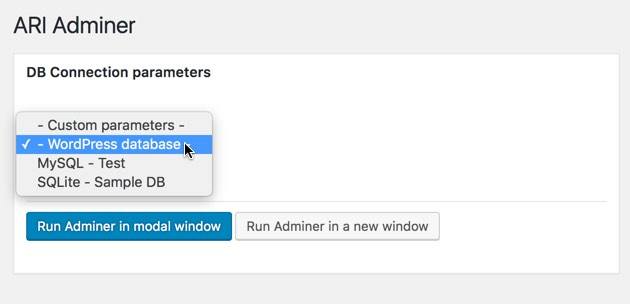 ARI Adminer
DB Connection parameters
- Custom parameters -
✓ - WordPress database -
MySQL - Test
SQLite - Sample DB
Run Adminer in modal window
Run Adminer in a new window